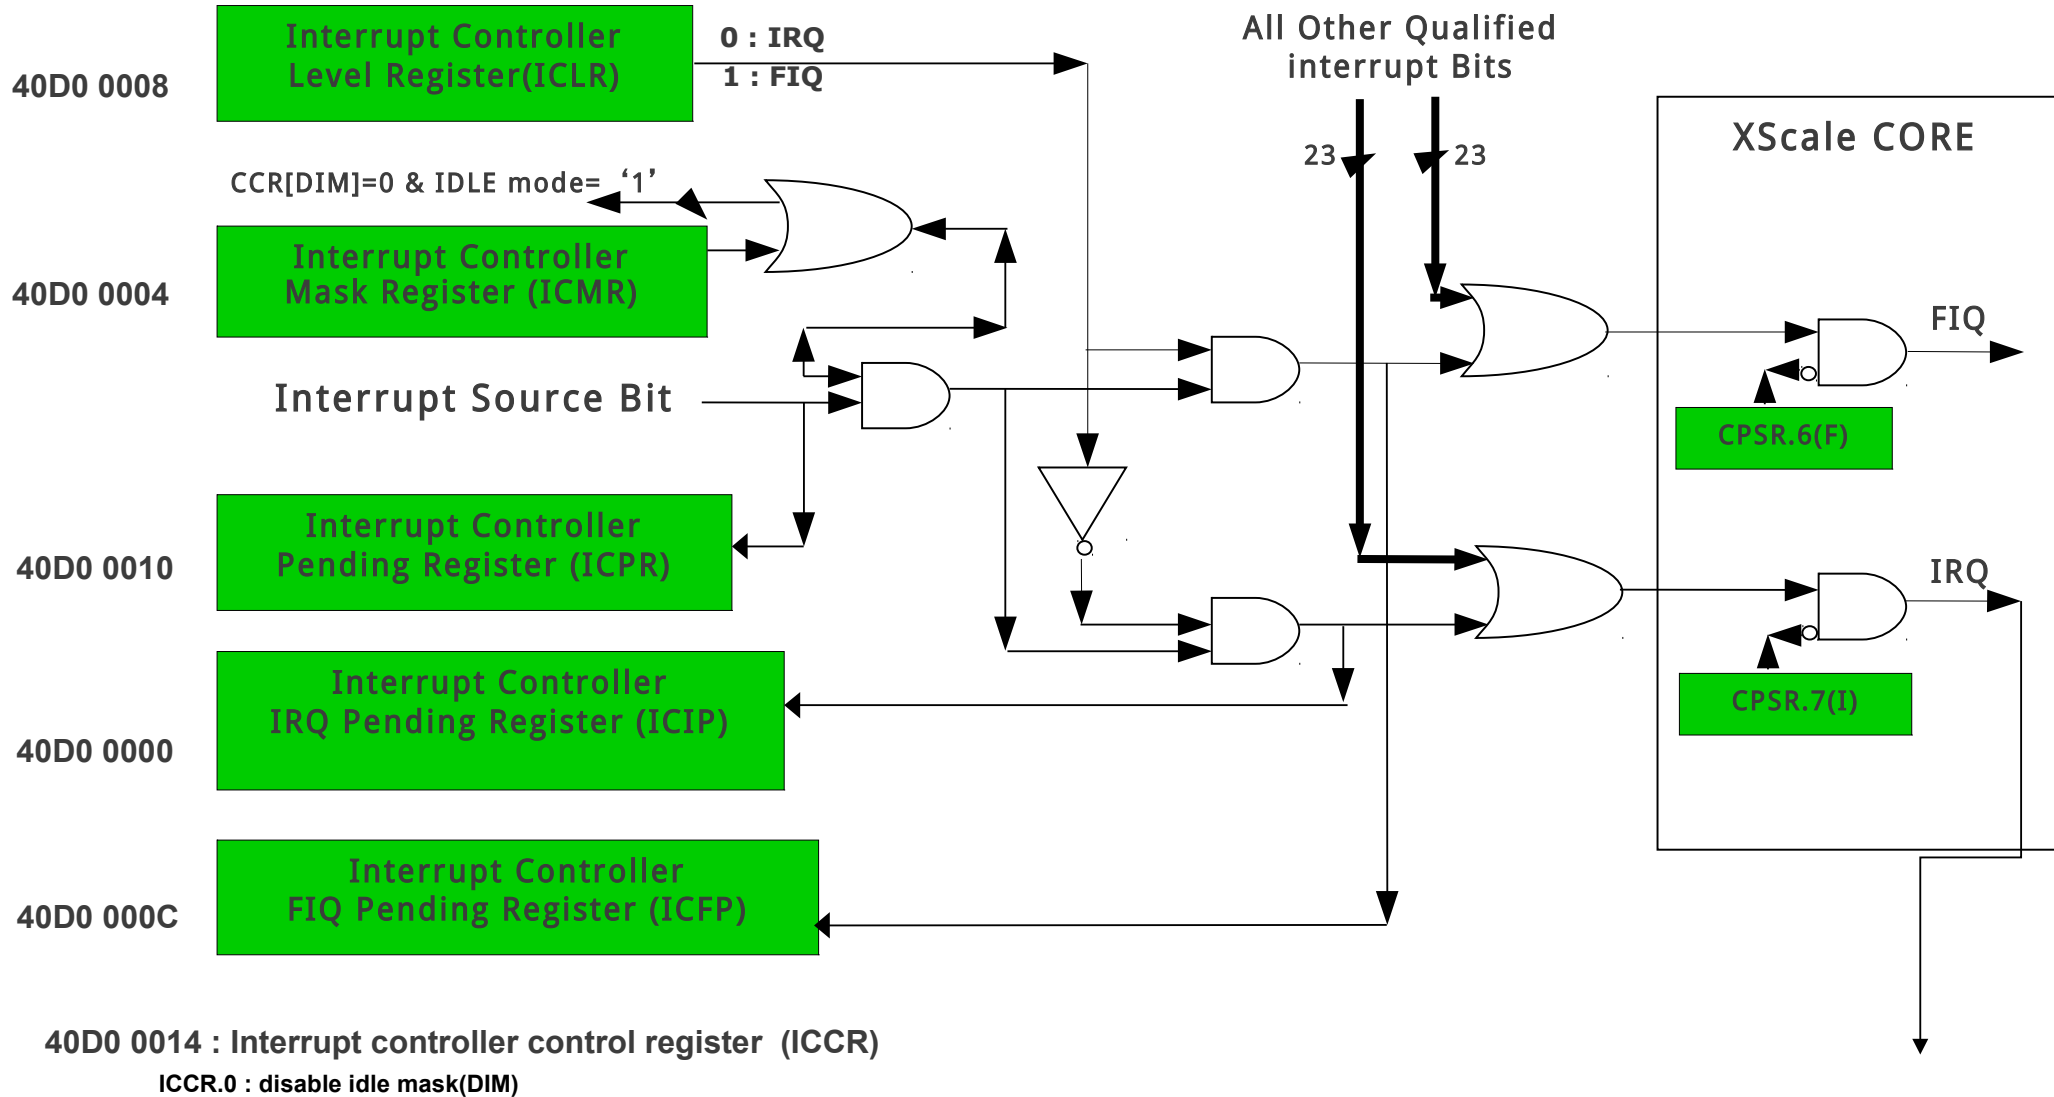 40D0 0008
Interrupt Controller
Level Register(ICLR)
0 : IRQ
1 : FIQ
All Other Qualified
interrupt Bits
23
23
XScale CORE
CCR[DIM]=0 & IDLE mode= ‘1’
40D0 0004
Interrupt Controller
Mask Register (ICMR)
FIQ
Interrupt Source Bit
CPSR.6(F)
40D0 0010
Interrupt Controller
Pending Register (ICPR)
IRQ
40D0 0000
Interrupt Controller
IRQ Pending Register (ICIP)
CPSR.7(I)
40D0 000C
Interrupt Controller
FIQ Pending Register (ICFP)
40D0 0014 : Interrupt controller control register (ICCR)
ICCR.0 : disable idle mask(DIM)